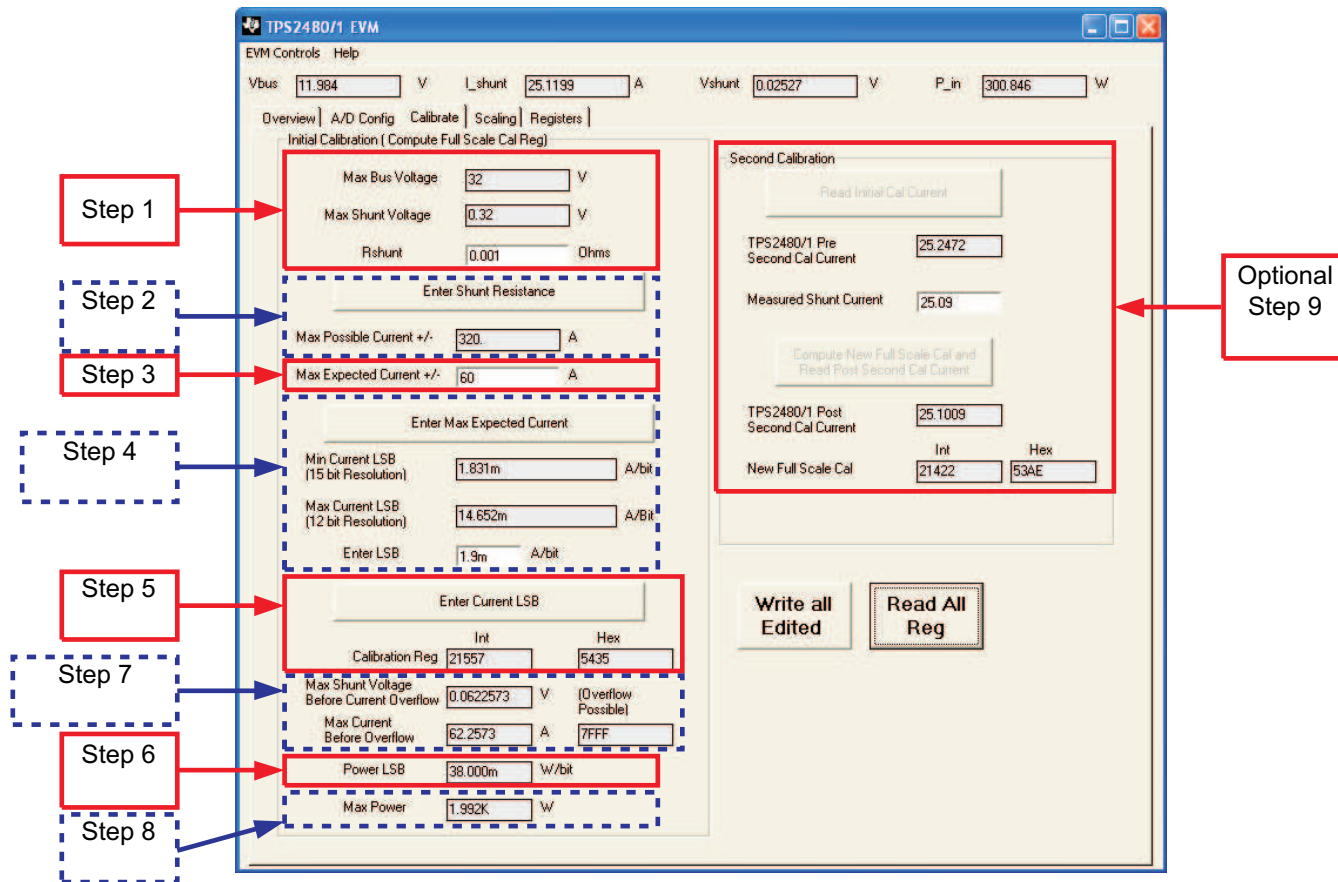 TPS2480/1 EVM
EVM Controls Help
Vbus 11.984 V I_shunt 25.1199 A Vshunt 0.02527 V P_in 300.846 W
Overview A/D Config Calibrate Scaling Registers
Initial Calibration ( Compute Full Scale Cal Reg)
Step 1
Max Bus Voltage 32 V
Max Shunt Voltage 0.32 V
Rshunt 0.001 Ohms
Step 2
Enter Shunt Resistance
Max Possible Current +/- 320. A
Step 3
Max Expected Current +/- 60 A
Step 4
Enter Max Expected Current
Min Current LSB
(15 bit Resolution) 1.831m A/bit
Max Current LSB
(12 bit Resolution) 14.652m A/Bit
Enter LSB 1.9m A/bit
Step 5
Enter Current LSB
Int Hex
Calibration Reg 21557 5435
Step 7
Max Shunt Voltage
Before Current Overflow 0.0622573 V (Overflow
Possible)
Max Current
Before Overflow 62.2573 A 7FFF
Step 6
Power LSB 38.000m W/bit
Step 8
Max Power 1.992K W
Second Calibration
Read Initial Cal Current
TPS2480/1 Pre
Second Cal Current 25.2472
Measured Shunt Current 25.09
Compute New Full Scale Cal and
Read Post Second Cal Current
TPS2480/1 Post
Second Cal Current 25.1009
Int Hex
New Full Scale Cal 21422 53AE
Optional
Step 9
Write all
Edited
Read All
Reg